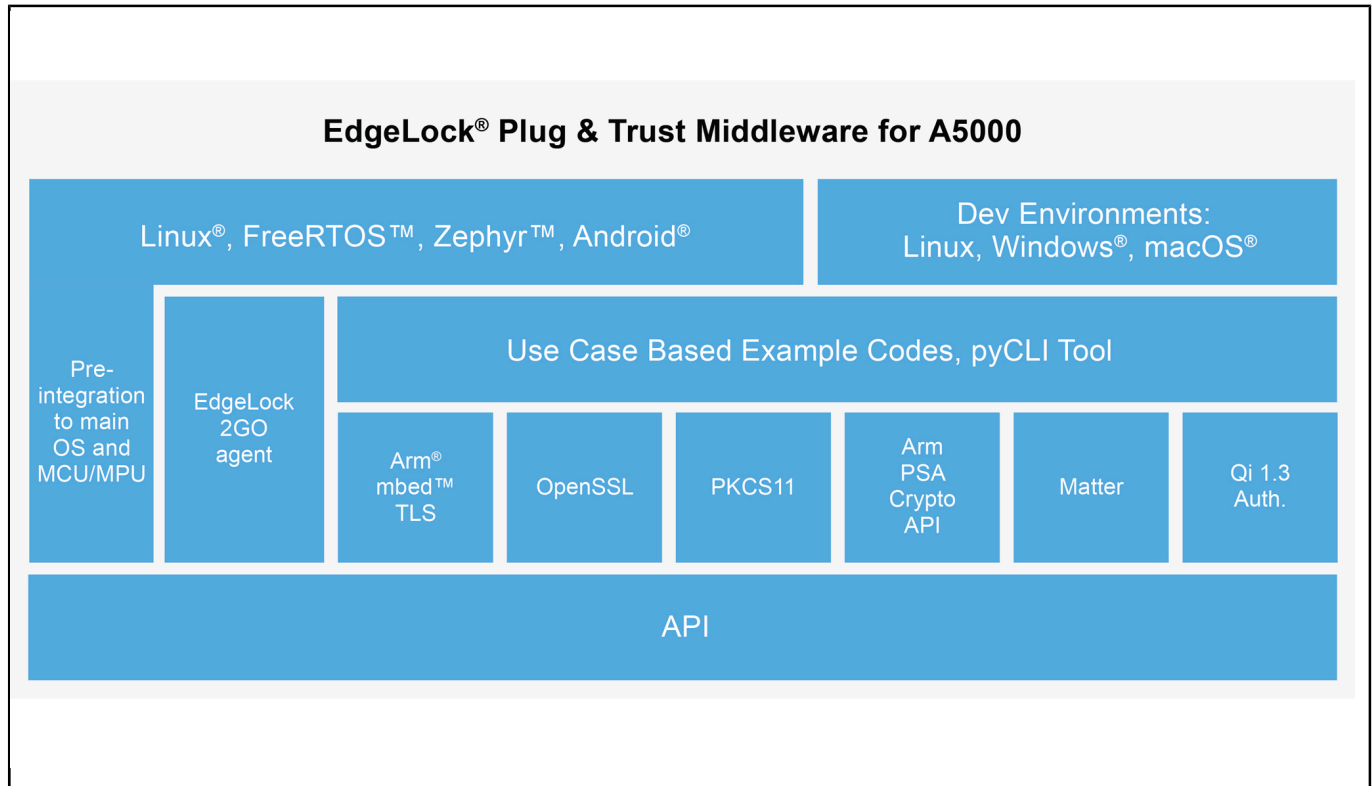 EdgeLock® Plug & Trust Middleware for A5000
Linux®, FreeRTOS™, Zephyr™, Android®
Dev Environments:
Linux, Windows®, macOS®
Pre-
integration
to main
OS and
MCU/MPU
EdgeLock
2GO
agent
Use Case Based Example Codes, pyCLI Tool
Arm®
mbed™
TLS
OpenSSL
PKCS11
Arm
PSA
Crypto
API
Matter
Qi 1.3
Auth.
API